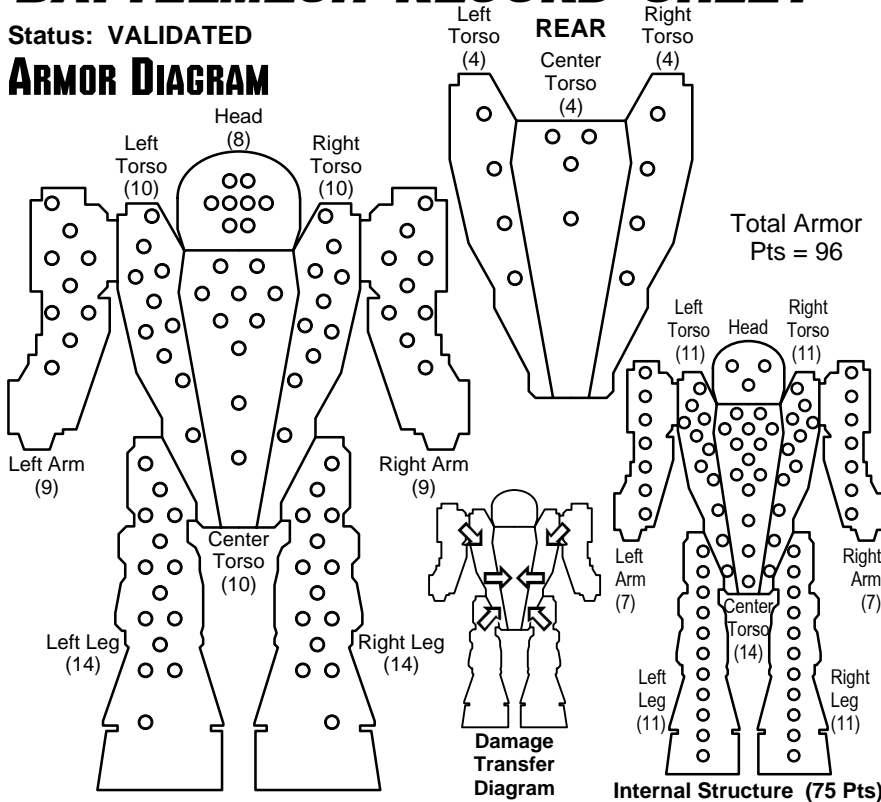 BATTLEMECH RECORD SHEET
Status: VALIDATED
ARMOR DIAGRAM
Head
(8)
Left
Torso
(10)
Right
Torso
(10)
Left Arm
(9)
Right Arm
(9)
Center
Torso
(10)
Left Leg
(14)
Right Leg
(14)
Left
Torso
(4)
REAR
Center
Torso
(4)
Right
Torso
(4)
Total Armor
Pts = 96
Left
Torso
(11)
Head
Right
Torso
(11)
Left
Arm
(7)
Right
Arm
(7)
Center
Torso
(14)
Left
Leg
(11)
Right
Leg
(11)
Damage
Transfer
Diagram
Internal Structure (75 Pts)